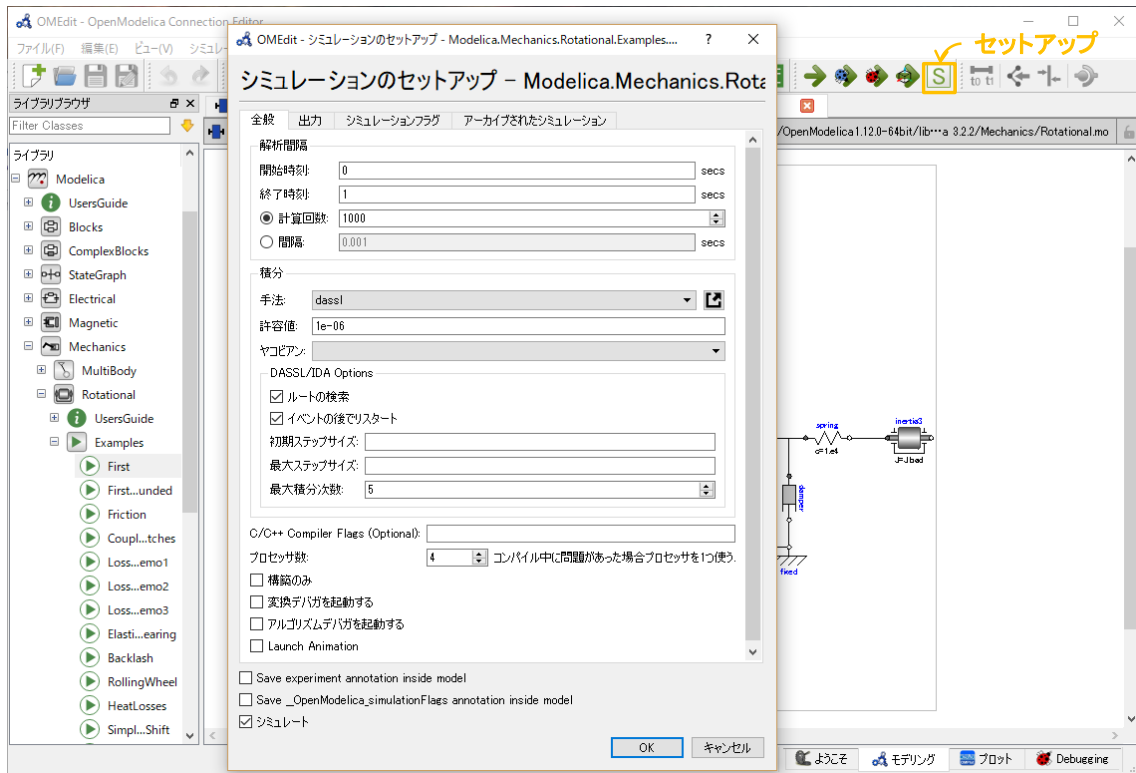 OMEdit - OpenModelica Connection Editor
ファイル(F) 編集(E) ビュー(V) シミュレ
セットアップ
ライブラリブラウザ
Filter Classes
ライブラリ
Modelica
UsersGuide
Blocks
ComplexBlocks
StateGraph
Electrical
Magnetic
Mechanics
MultiBody
Rotational
UsersGuide
Examples
First
First...unded
Friction
Coupl...tches
Loss...emo1
Loss...emo2
Loss...emo3
Elasti...earing
Backlash
RollingWheel
HeatLosses
Simpl...Shift
OMEdit - シミュレーションのセットアップ - Modelica.Mechanics.Rotational.Examples....
シミュレーションのセットアップ - Modelica.Mechanics.Rota
全般 出力 シミュレーションフラグ アーカイブされたシミュレーション
解析間隔
開始時刻: 0 secs
終了時刻: 1 secs
計算回数: 1000
間隔: 0.001 secs
積分
手法: dassl
許容値: 1e-06
ヤコビアン:
DASSL/IDA Options
ルートの検索
イベントの後でリスタート
初期ステップサイズ:
最大ステップサイズ:
最大積分次数: 5
C/C++ Compiler Flags (Optional):
プロセッサ数: 4 コンパイル中に問題があった場合プロセッサを1つ使う.
構築のみ
変換デバガを起動する
アルゴリズムデバガを起動する
Launch Animation
Save experiment annotation inside model
Save _OpenModelica_simulationFlags annotation inside model
シミュレート
OK キャンセル
S
to ti
/OpenModelica1.12.0-64bit/lib…a 3.2.2/Mechanics/Rotational.mo
spring
c=1.e4
inertia3
J=Jload
damper
fixed
ようこそ モデリング プロット Debugging